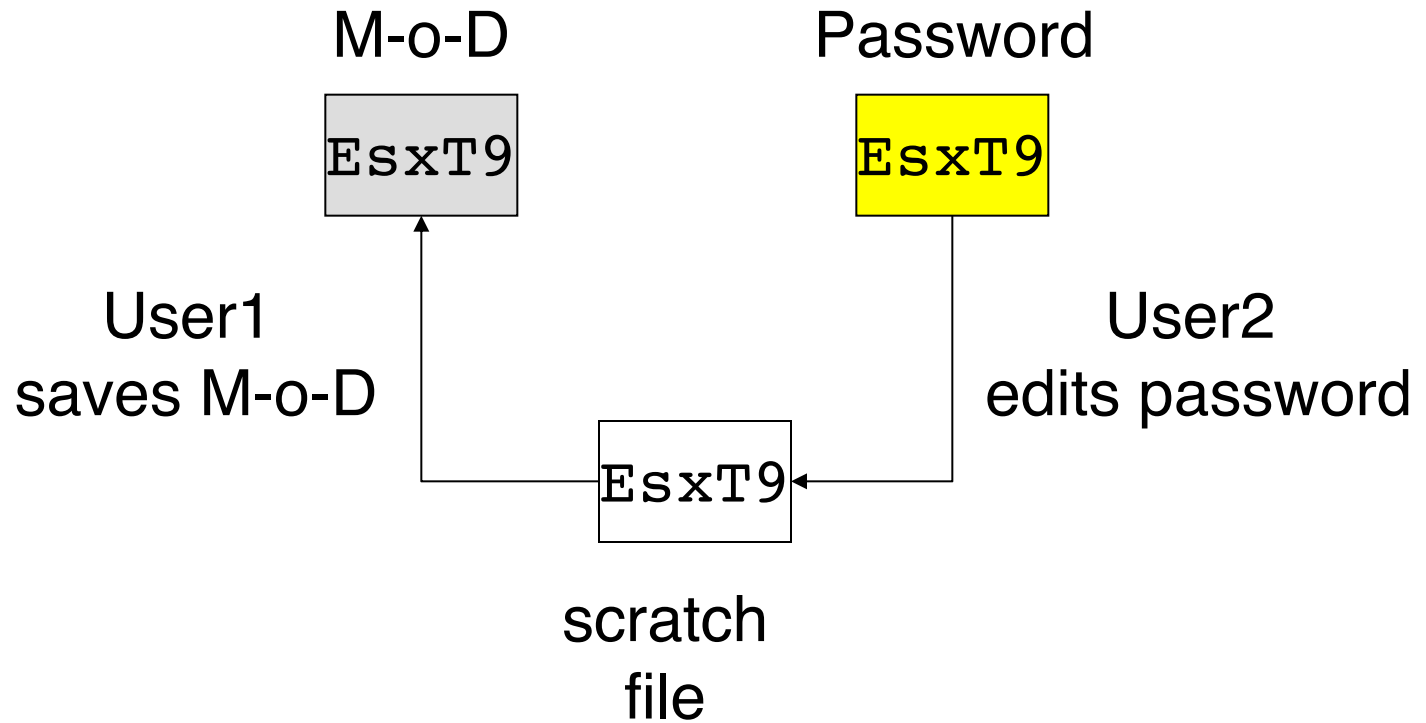 M-o-D
Password
EsxT9
EsxT9
User1
saves M-o-D
User2
edits password
EsxT9
scratch
file